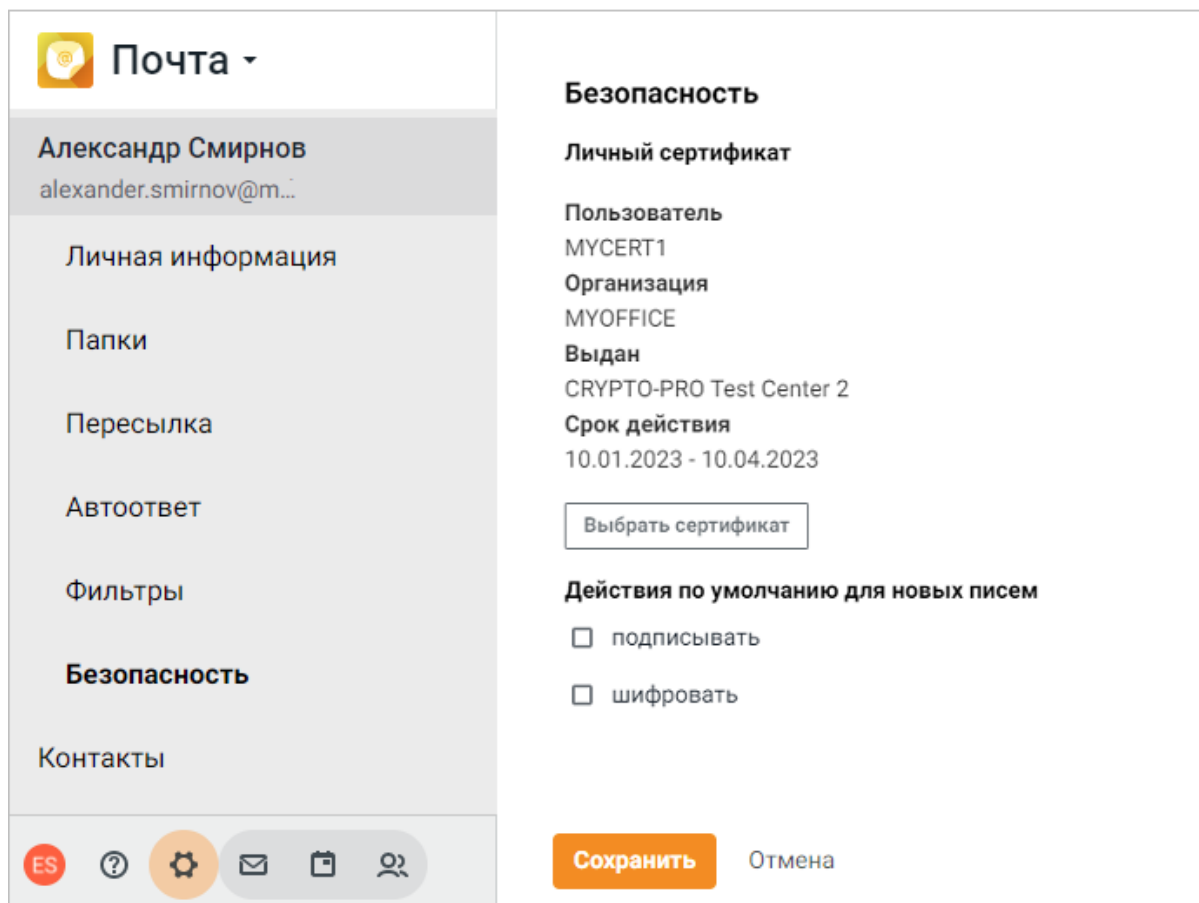 Почта
Александр Смирнов
alexander.smirnov@m...
Личная информация
Папки
Пересылка
Автоответ
Фильтры
Безопасность
Контакты
ES
Безопасность
Личный сертификат
Пользователь
MYCERT1
Организация
MYOFFICE
Выдан
CRYPTO-PRO Test Center 2
Срок действия
10.01.2023 - 10.04.2023
Выбрать сертификат
Действия по умолчанию для новых писем
подписывать
шифровать
Сохранить
Отмена